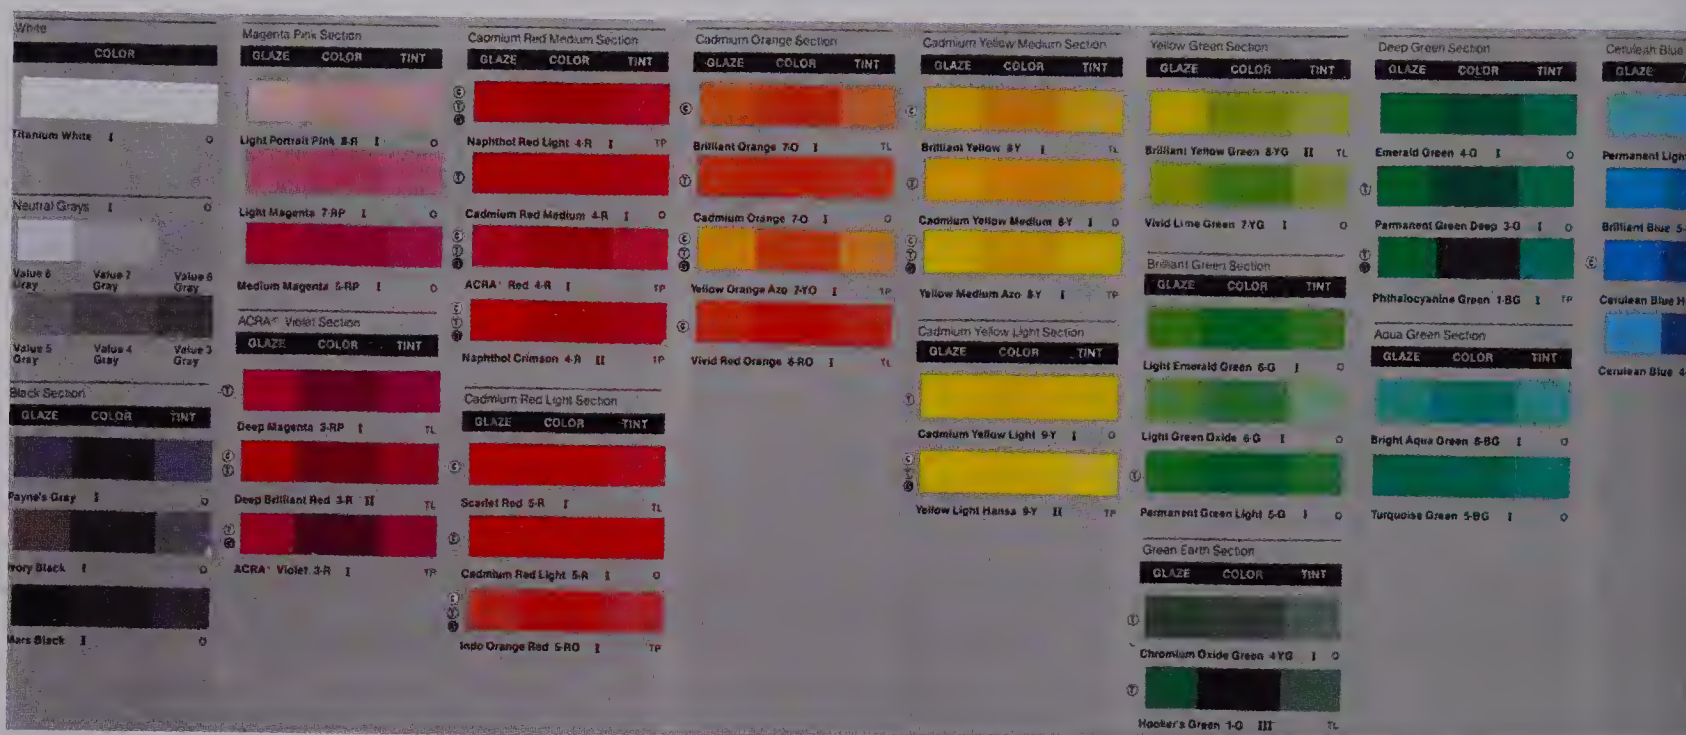 White
COLOR
Titanium White I O
Neutral Grays I O
Value 8 Gray
Value 7 Gray
Value 6 Gray
Value 5 Gray
Value 4 Gray
Value 3 Gray
Black Section
GLAZE COLOR TINT
Payne's Gray I O
Ivory Black I O
Mars Black I O
Magenta Pink Section
GLAZE COLOR TINT
Light Portrait Pink 8-R I O
Light Magenta 7-RP I O
Medium Magenta 5-RP I O
ACRA Violet Section
GLAZE COLOR TINT
Deep Magenta 3-RP I TL
Deep Brilliant Red 3-R II TL
ACRA Violet 3-R I TP
Cadmium Red Medium Section
GLAZE COLOR TINT
Naphthol Red Light 4-R I TP
Cadmium Red Medium 4-R I O
ACRA Red 4-R I TP
Naphthol Crimson 4-R II TP
Cadmium Red Light Section
GLAZE COLOR TINT
Scarlet Red 5-R I TL
Cadmium Red Light 5-R I O
Indo Orange Red 5-RO I TP
Cadmium Orange Section
GLAZE COLOR TINT
Brilliant Orange 7-O I TL
Cadmium Orange 7-O I O
Yellow Orange Azo 7-YO I TP
Vivid Red Orange 6-RO I TL
Cadmium Yellow Medium Section
GLAZE COLOR TINT
Brilliant Yellow 8-Y I TL
Cadmium Yellow Medium 8-Y I O
Yellow Medium Azo 8-Y I TP
Cadmium Yellow Light Section
GLAZE COLOR TINT
Cadmium Yellow Light 9-Y I O
Yellow Light Hansa 9-Y II TP
Yellow Green Section
GLAZE COLOR TINT
Brilliant Yellow Green 8-YG II TL
Vivid Lime Green 7-YG I O
Brilliant Green Section
GLAZE COLOR TINT
Light Emerald Green 6-G I O
Light Green Oxide 6-G I O
Permanent Green Light 5-G I O
Green Earth Section
GLAZE COLOR TINT
Chromium Oxide Green 4-YG I O
Hooker's Green 1-G III TL
Deep Green Section
GLAZE COLOR TINT
Emerald Green 4-G I O
Permanent Green Deep 3-G I O
Phthalocyanine Green 1-BG I TP
Aqua Green Section
GLAZE COLOR TINT
Bright Aqua Green 6-BG I O
Turquoise Green 5-BG I O
Cerulean Blue
GLAZE
Permanent Light
Brilliant Blue 5-
Cerulean Blue H
Cerulean Blue 4